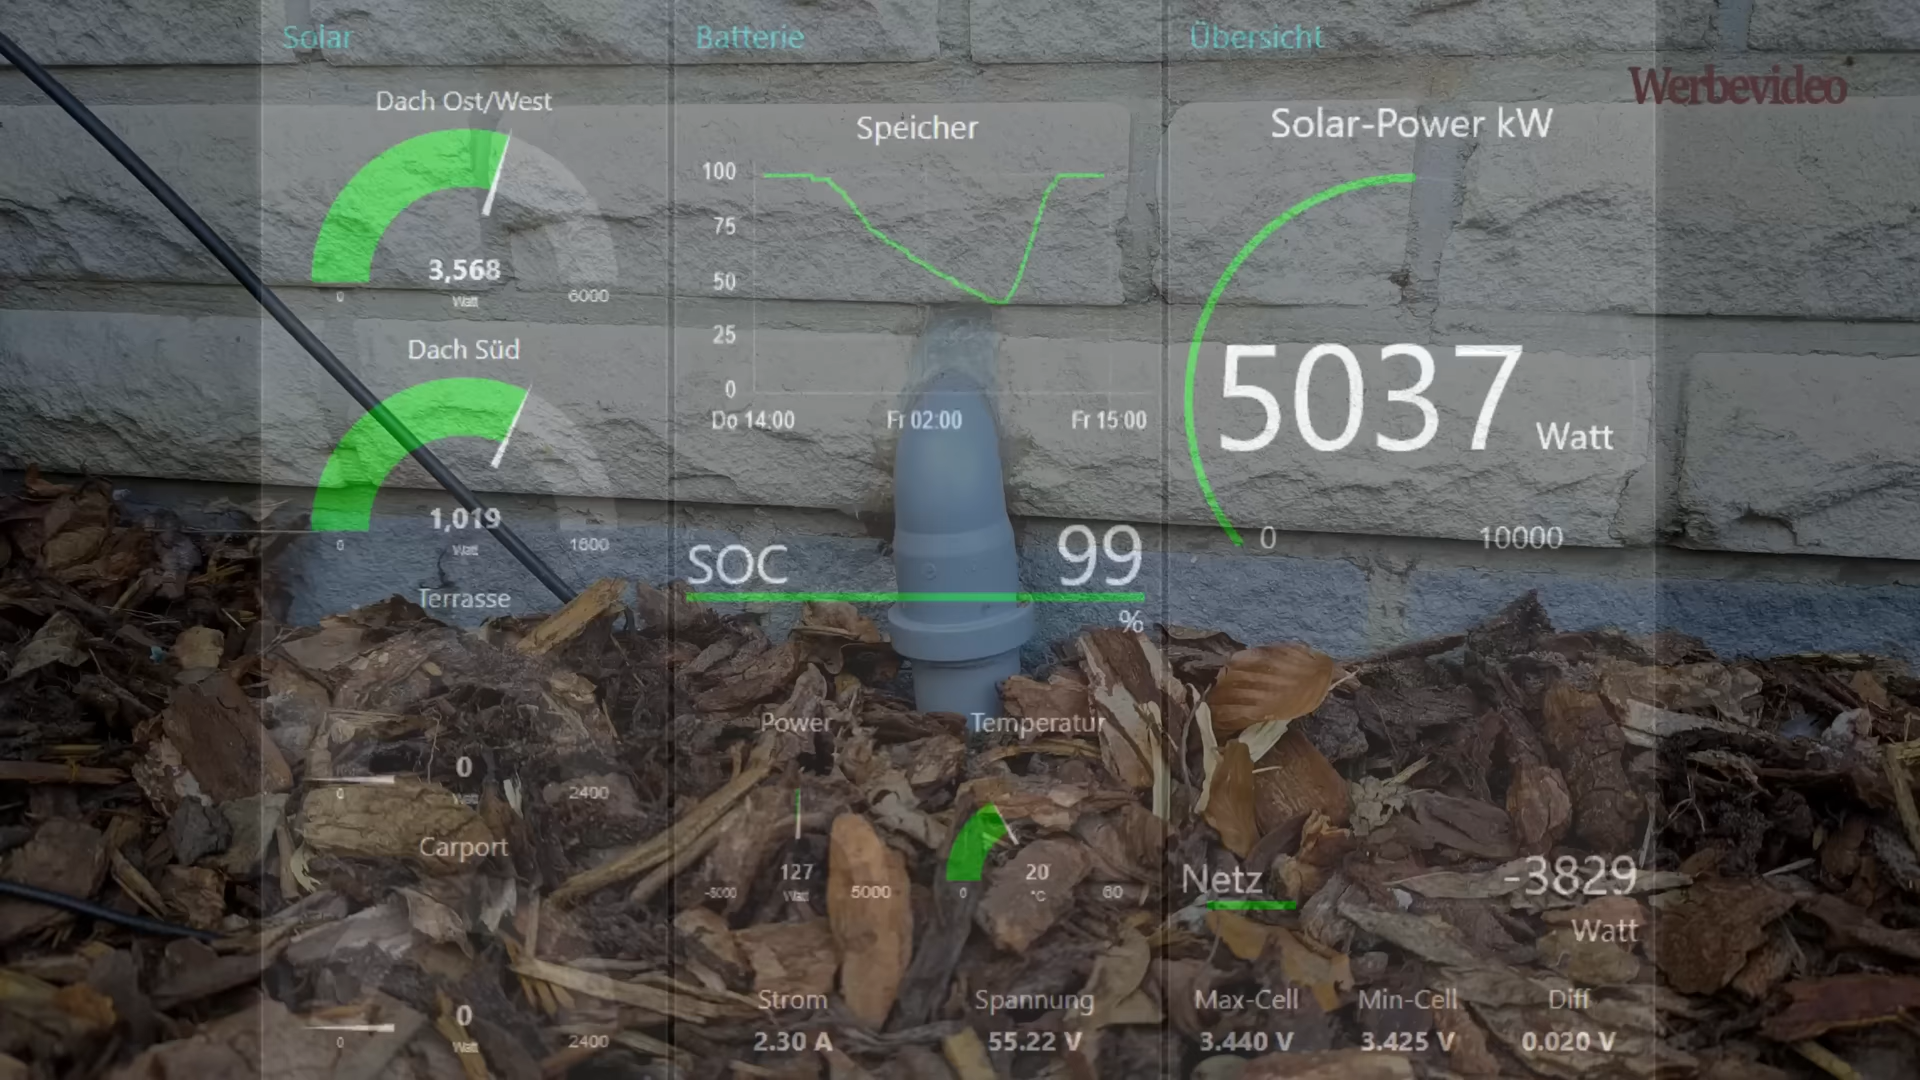 Solar
Dach Ost/West
3,568
Watt
0
6000
Dach Süd
1,019
Watt
0
1600
Terrasse
0
Watt
0
2400
Carport
0
Watt
0
2400
Batterie
Speicher
100
75
50
25
0
Do 14:00
Fr 02:00
Fr 15:00
SOC
99
%
Power
127
Watt
-5000
5000
Temperatur
20
°C
0
60
Strom
2.30 A
Spannung
55.22 V
Übersicht
Werbevideo
Solar-Power kW
5037 Watt
0
10000
Netz
-3829
Watt
Max-Cell
3.440 V
Min-Cell
3.425 V
Diff
0.020 V